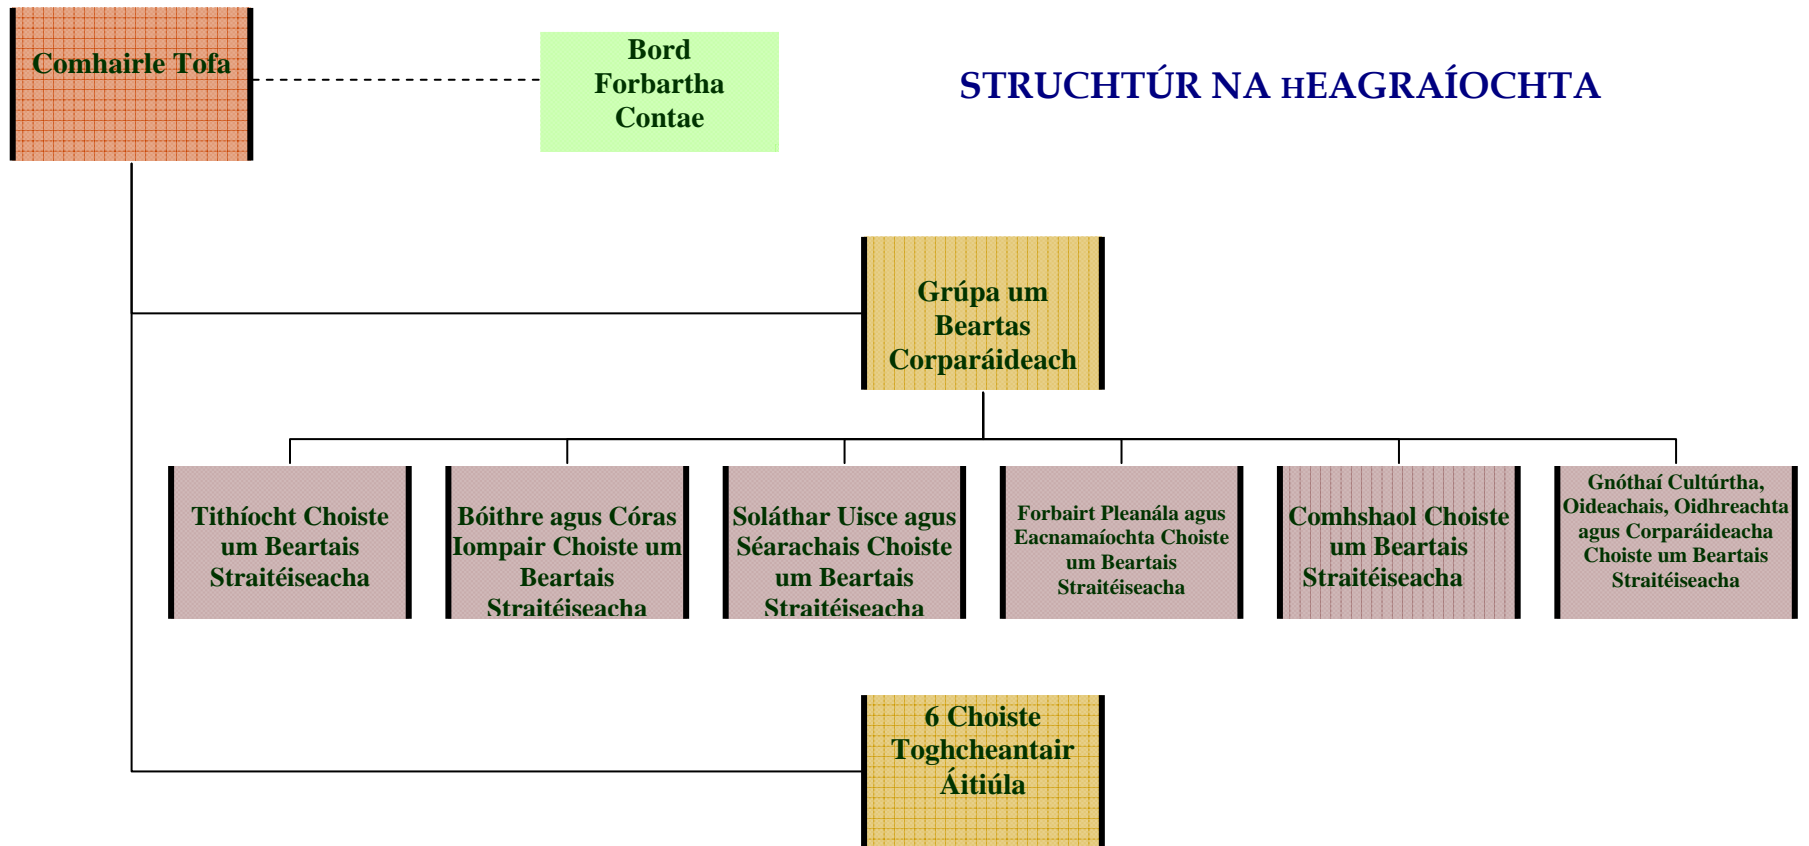 Comhairle Tofa
Bord
Forbartha
Contae
STRUCHTÚR NA HEAGRAÍOCHTA
Grúpa um
Beartas
Corparáideach
Tithíocht Choiste
um Beartais
Straitéiseacha
Bóithre agus Córas
Iompair Choiste um
Beartais
Straitéiseacha
Soláthar Uisce agus
Séarachais Choiste
um Beartais
Straitéiseacha
Forbairt Pleanála agus
Eacnamaíochta Choiste
um Beartais
Straitéiseacha
Comhshaol Choiste
um Beartais
Straitéiseacha
Gnóthaí Cultúrtha,
Oideachais, Oidhreachta
agus Corparáideacha
Choiste um Beartais
Straitéiseacha
6 Choiste
Toghcheantair
Áitiúla